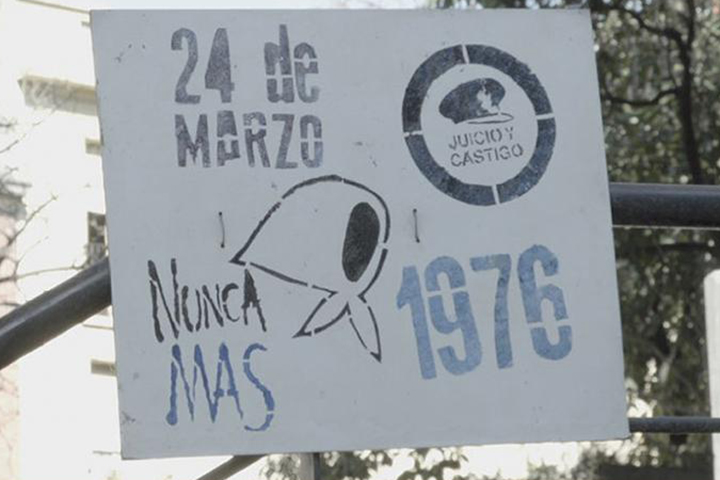 24 de
MARZO
JUICIO Y
CASTIGO
NUNCA
MAS
1976